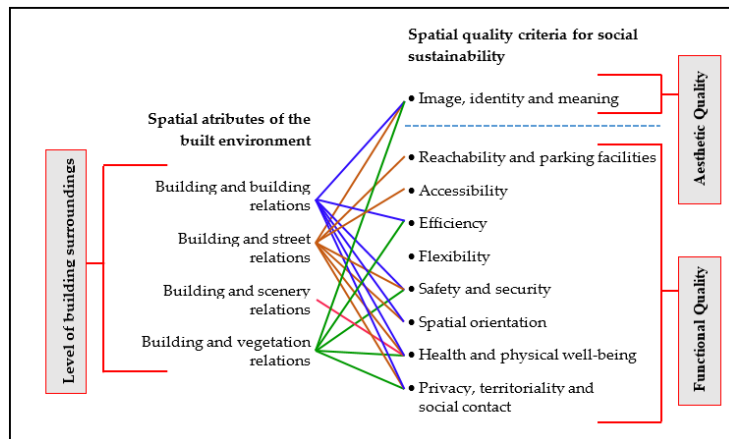 Spatial quality criteria for social
sustainability
• Image, identity and meaning
Spatial atributes of the
built environment
• Reachability and parking facilities
Building and building
relations
• Accessibility
• Efficiency
Building and street
relations
• Flexibility
Building and scenery
relations
• Safety and security
• Spatial orientation
Building and vegetation
relations
• Health and physical well-being
• Privacy, territoriality and
social contact
Level of building surroundings
Aesthetic Quality
Functional Quality